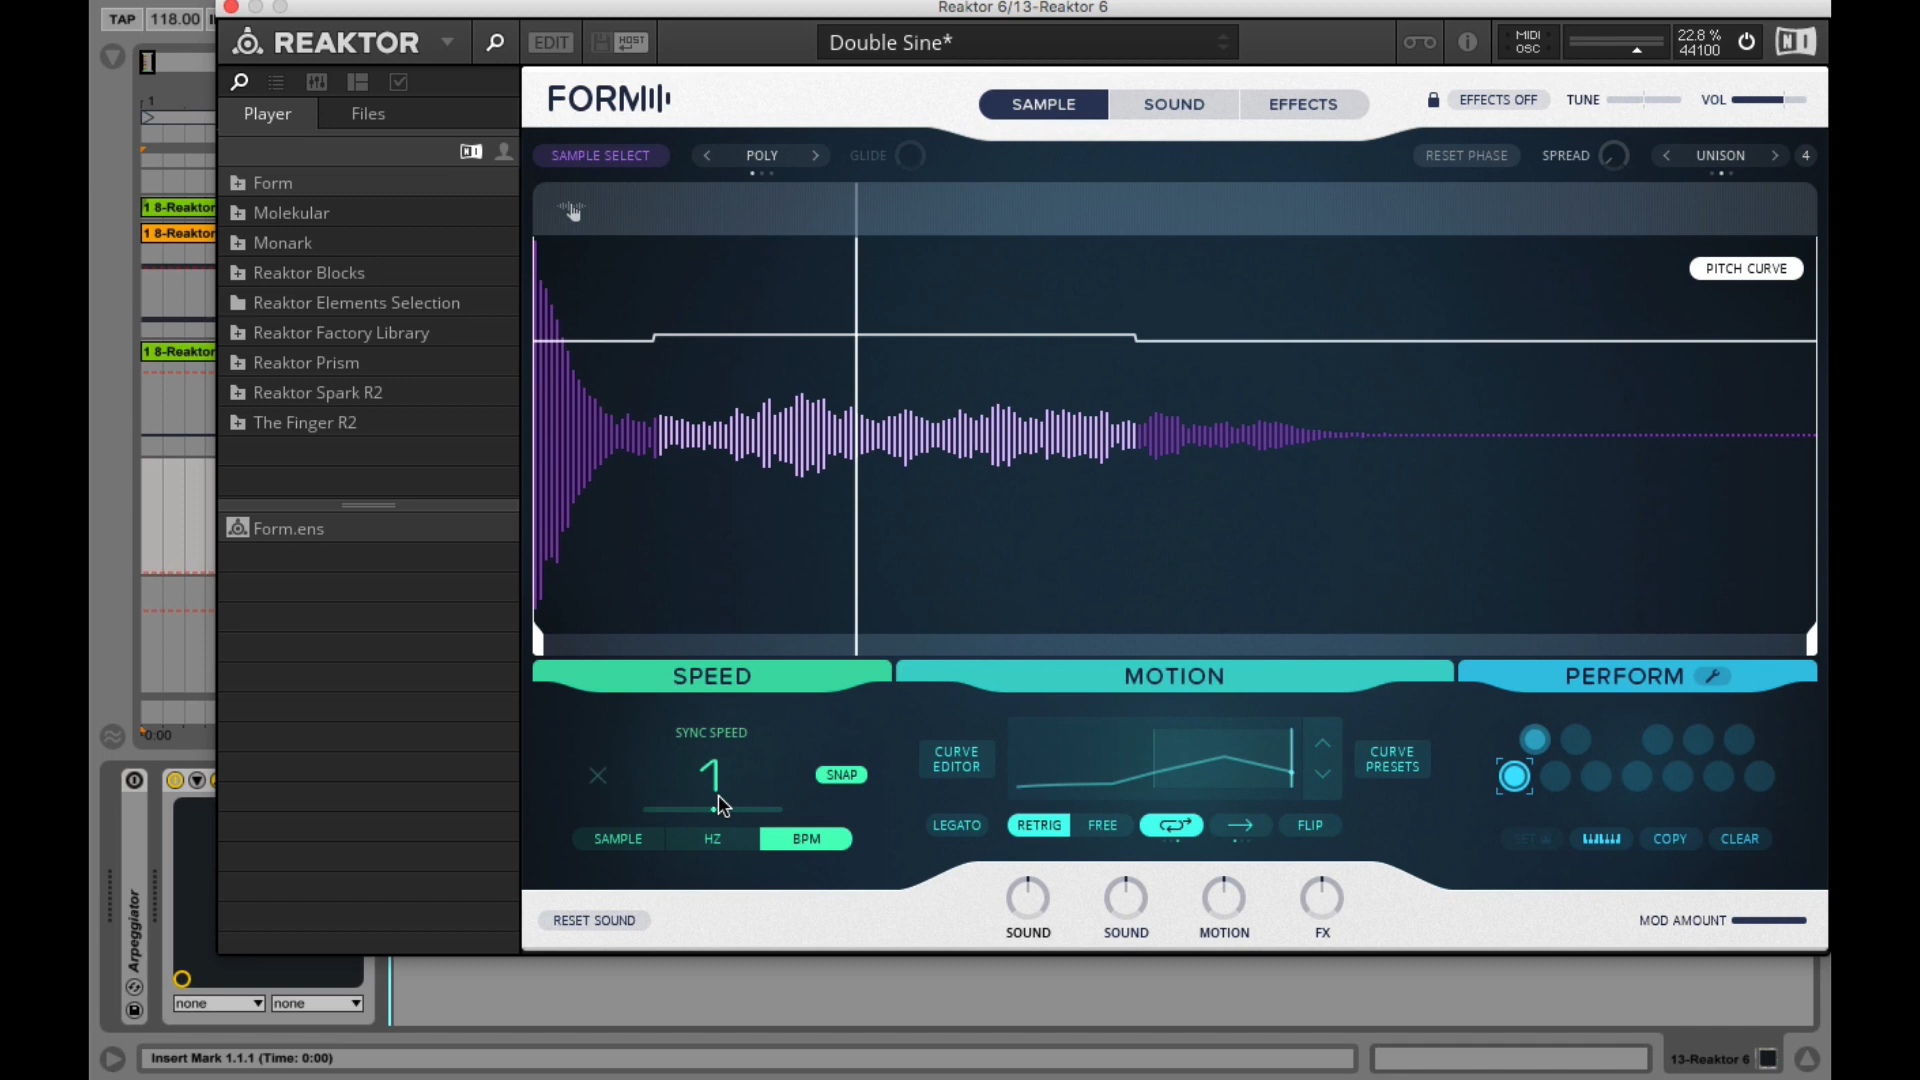 Reaktor 6/13-Reaktor 6
TAP 118.00
REAKTOR EDIT HOST Double Sine* MIDI OSC 22.8 % 44100
Player Files
FORM SAMPLE SOUND EFFECTS EFFECTS OFF TUNE VOL
SAMPLE SELECT POLY GLIDE RESET PHASE SPREAD UNISON 4
1
Form
Molekular
Monark
Reaktor Blocks
Reaktor Elements Selection
Reaktor Factory Library
Reaktor Prism
Reaktor Spark R2
The Finger R2
1 8-Reaktor
1 8-Reaktor
1 8-Reaktor
PITCH CURVE
Form.ens
SPEED MOTION PERFORM
0:00
SYNC SPEED
1
SNAP
SAMPLE HZ BPM
CURVE EDITOR
CURVE PRESETS
LEGATO RETRIG FREE FLIP
COPY CLEAR
RESET SOUND
SOUND SOUND MOTION FX
MOD AMOUNT
Arpeggiator
none none
Insert Mark 1.1.1 (Time: 0:00)
13-Reaktor 6